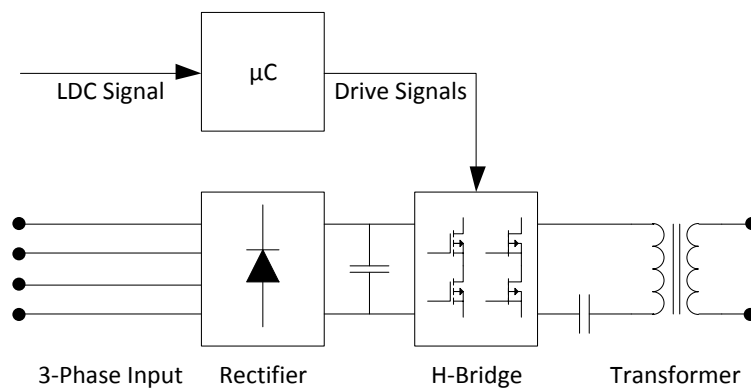 µC
LDC Signal
Drive Signals
3-Phase Input
Rectifier
H-Bridge
Transformer